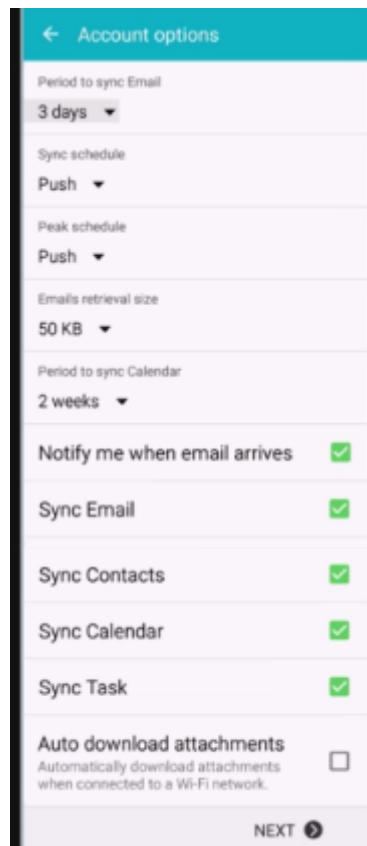 Account options
Period to sync Email
3 days
Sync schedule
Push
Peak schedule
Push
Emails retrieval size
50 KB
Period to sync Calendar
2 weeks
Notify me when email arrives
Sync Email
Sync Contacts
Sync Calendar
Sync Task
Auto download attachments
Automatically download attachments
when connected to a Wi-Fi network.
NEXT